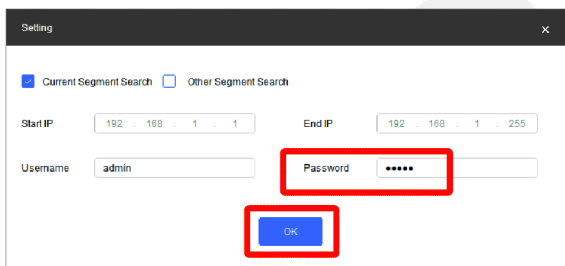 Setting ×
Current Segment Search Other Segment Search
Start IP 192 . 168 . 1 . 1 End IP 192 . 168 . 1 . 255
Username admin Password •••••
OK